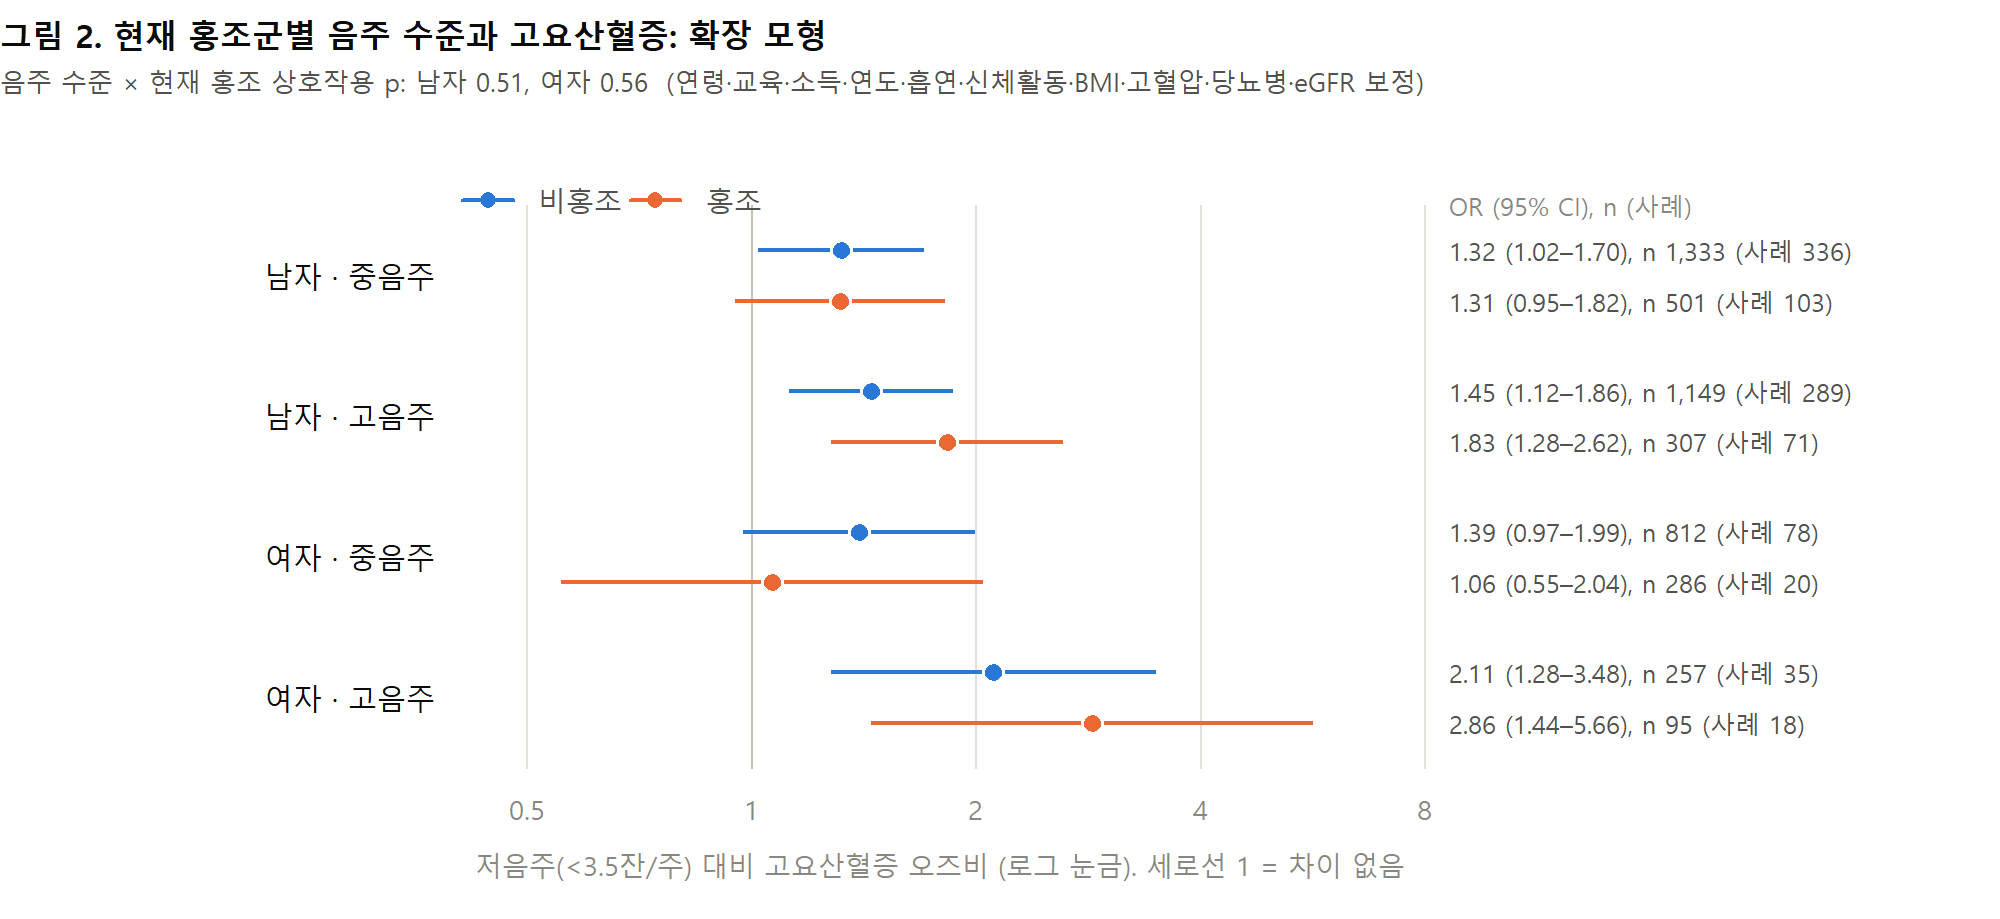 그림 2. 현재 홍조군별 음주 수준과 고요산혈증: 확장 모형
음주 수준 × 현재 홍조 상호작용 p: 남자 0.51, 여자 0.56 (연령·교육·소득·연도·흡연·신체활동·BMI·고혈압·당뇨병·eGFR 보정)
비홍조 홍조
OR (95% CI), n (사례)
남자 · 중음주
1.32 (1.02–1.70), n 1,333 (사례 336)
1.31 (0.95–1.82), n 501 (사례 103)
남자 · 고음주
1.45 (1.12–1.86), n 1,149 (사례 289)
1.83 (1.28–2.62), n 307 (사례 71)
여자 · 중음주
1.39 (0.97–1.99), n 812 (사례 78)
1.06 (0.55–2.04), n 286 (사례 20)
여자 · 고음주
2.11 (1.28–3.48), n 257 (사례 35)
2.86 (1.44–5.66), n 95 (사례 18)
0.5 1 2 4 8
저음주(<3.5잔/주) 대비 고요산혈증 오즈비 (로그 눈금). 세로선 1 = 차이 없음